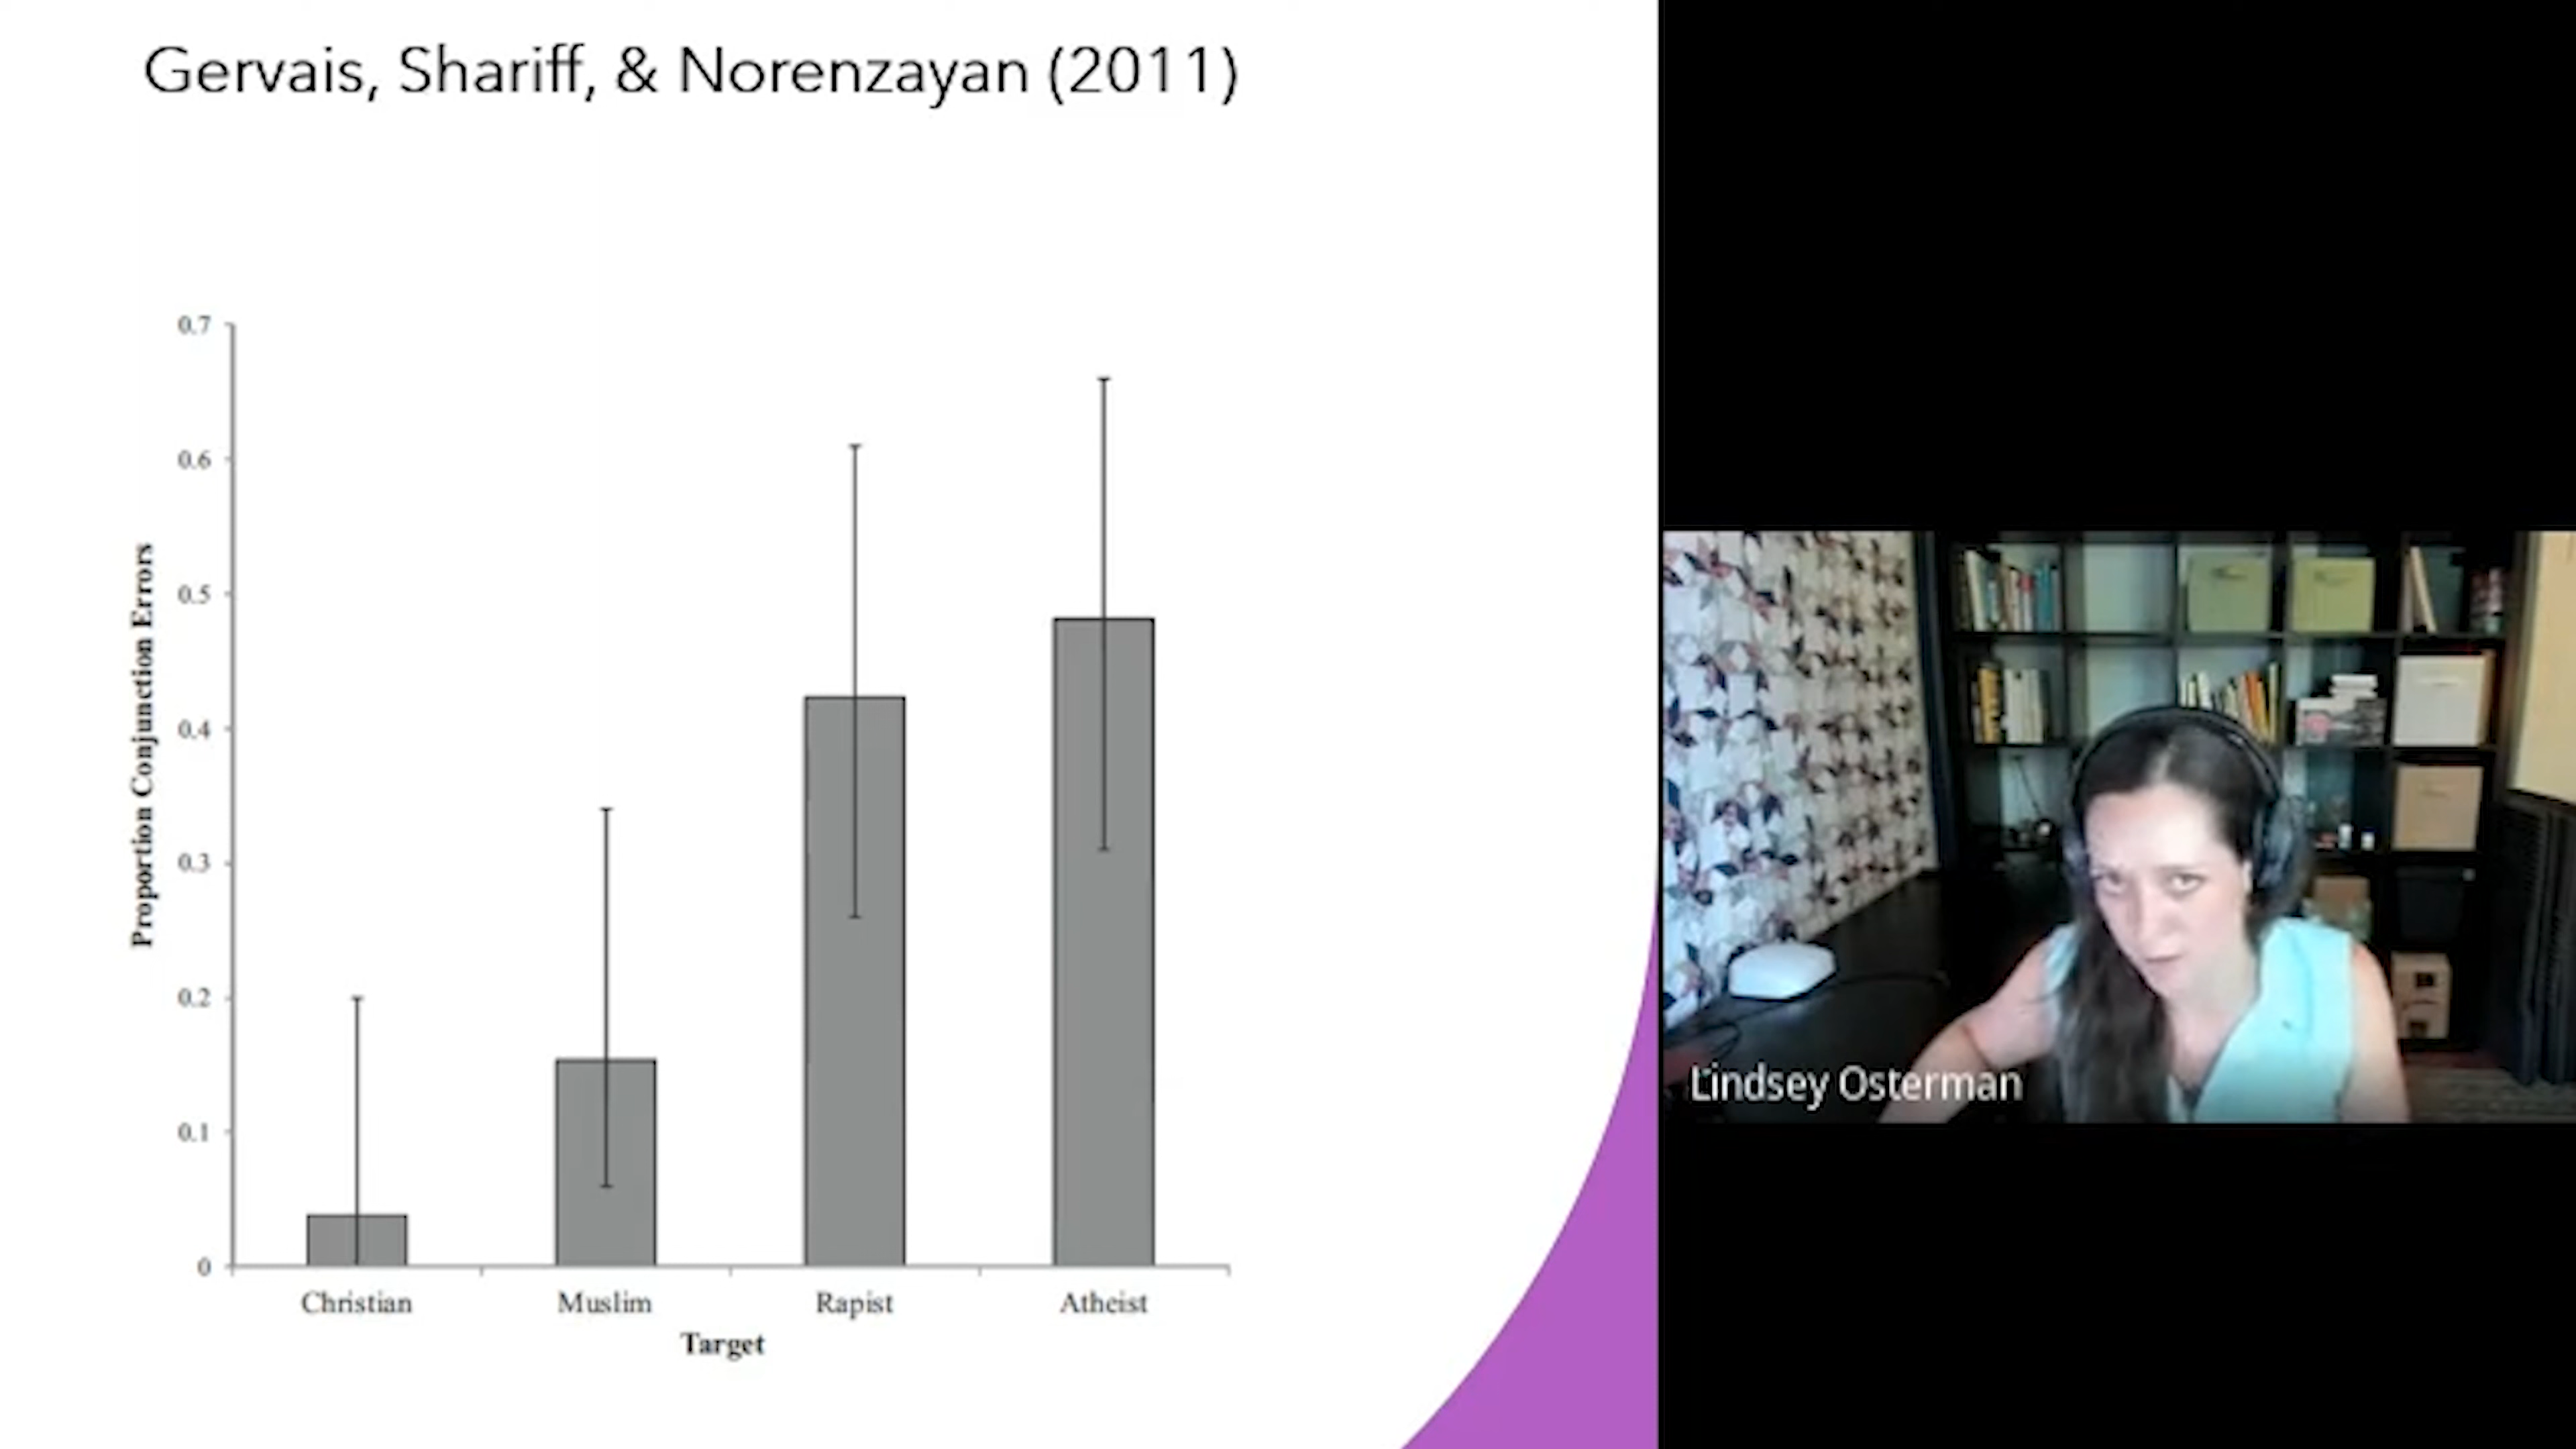 Gervais, Shariff, & Norenzayan (2011)
0.7
0.6
0.5
0.4
0.3
0.2
0.1
0
Proportion Conjunction Errors
Christian Muslim Rapist Atheist
Target
Lindsey Osterman